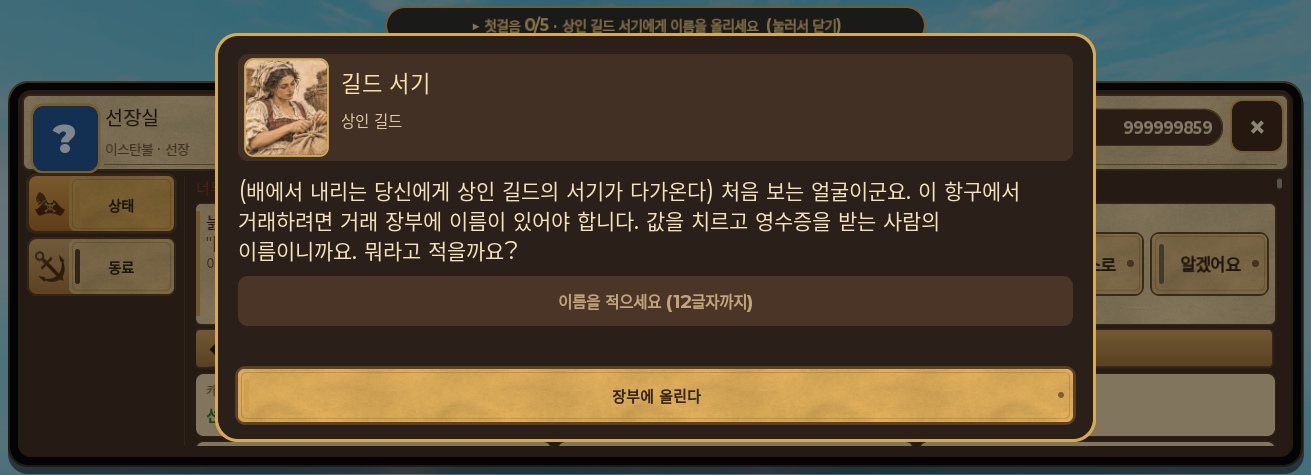 ▸ 첫걸음 0/5 · 상인 길드 서기에게 이름을 올리세요 (눌러서 닫기)
길드 서기
상인 길드
선장실
이스탄불 · 선장
999999859
상태
동료
(배에서 내리는 당신에게 상인 길드의 서기가 다가온다) 처음 보는 얼굴이군요. 이 항구에서
거래하려면 거래 장부에 이름이 있어야 합니다. 값을 치르고 영수증을 받는 사람의
이름이니까요. 뭐라고 적을까요?
알겠어요
이름을 적으세요 (12글자까지)
장부에 올린다